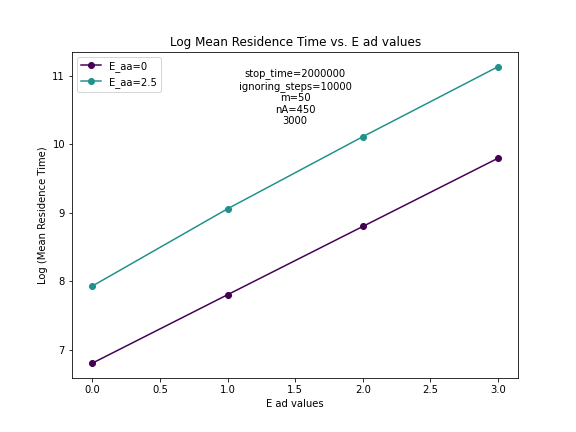 Log Mean Residence Time vs. E ad values
E_aa=0
E_aa=2.5
stop_time=2000000
ignoring_steps=10000
m=50
nA=450
3000
Log (Mean Residence Time)
11
10
9
8
7
0.0 0.5 1.0 1.5 2.0 2.5 3.0
E ad values